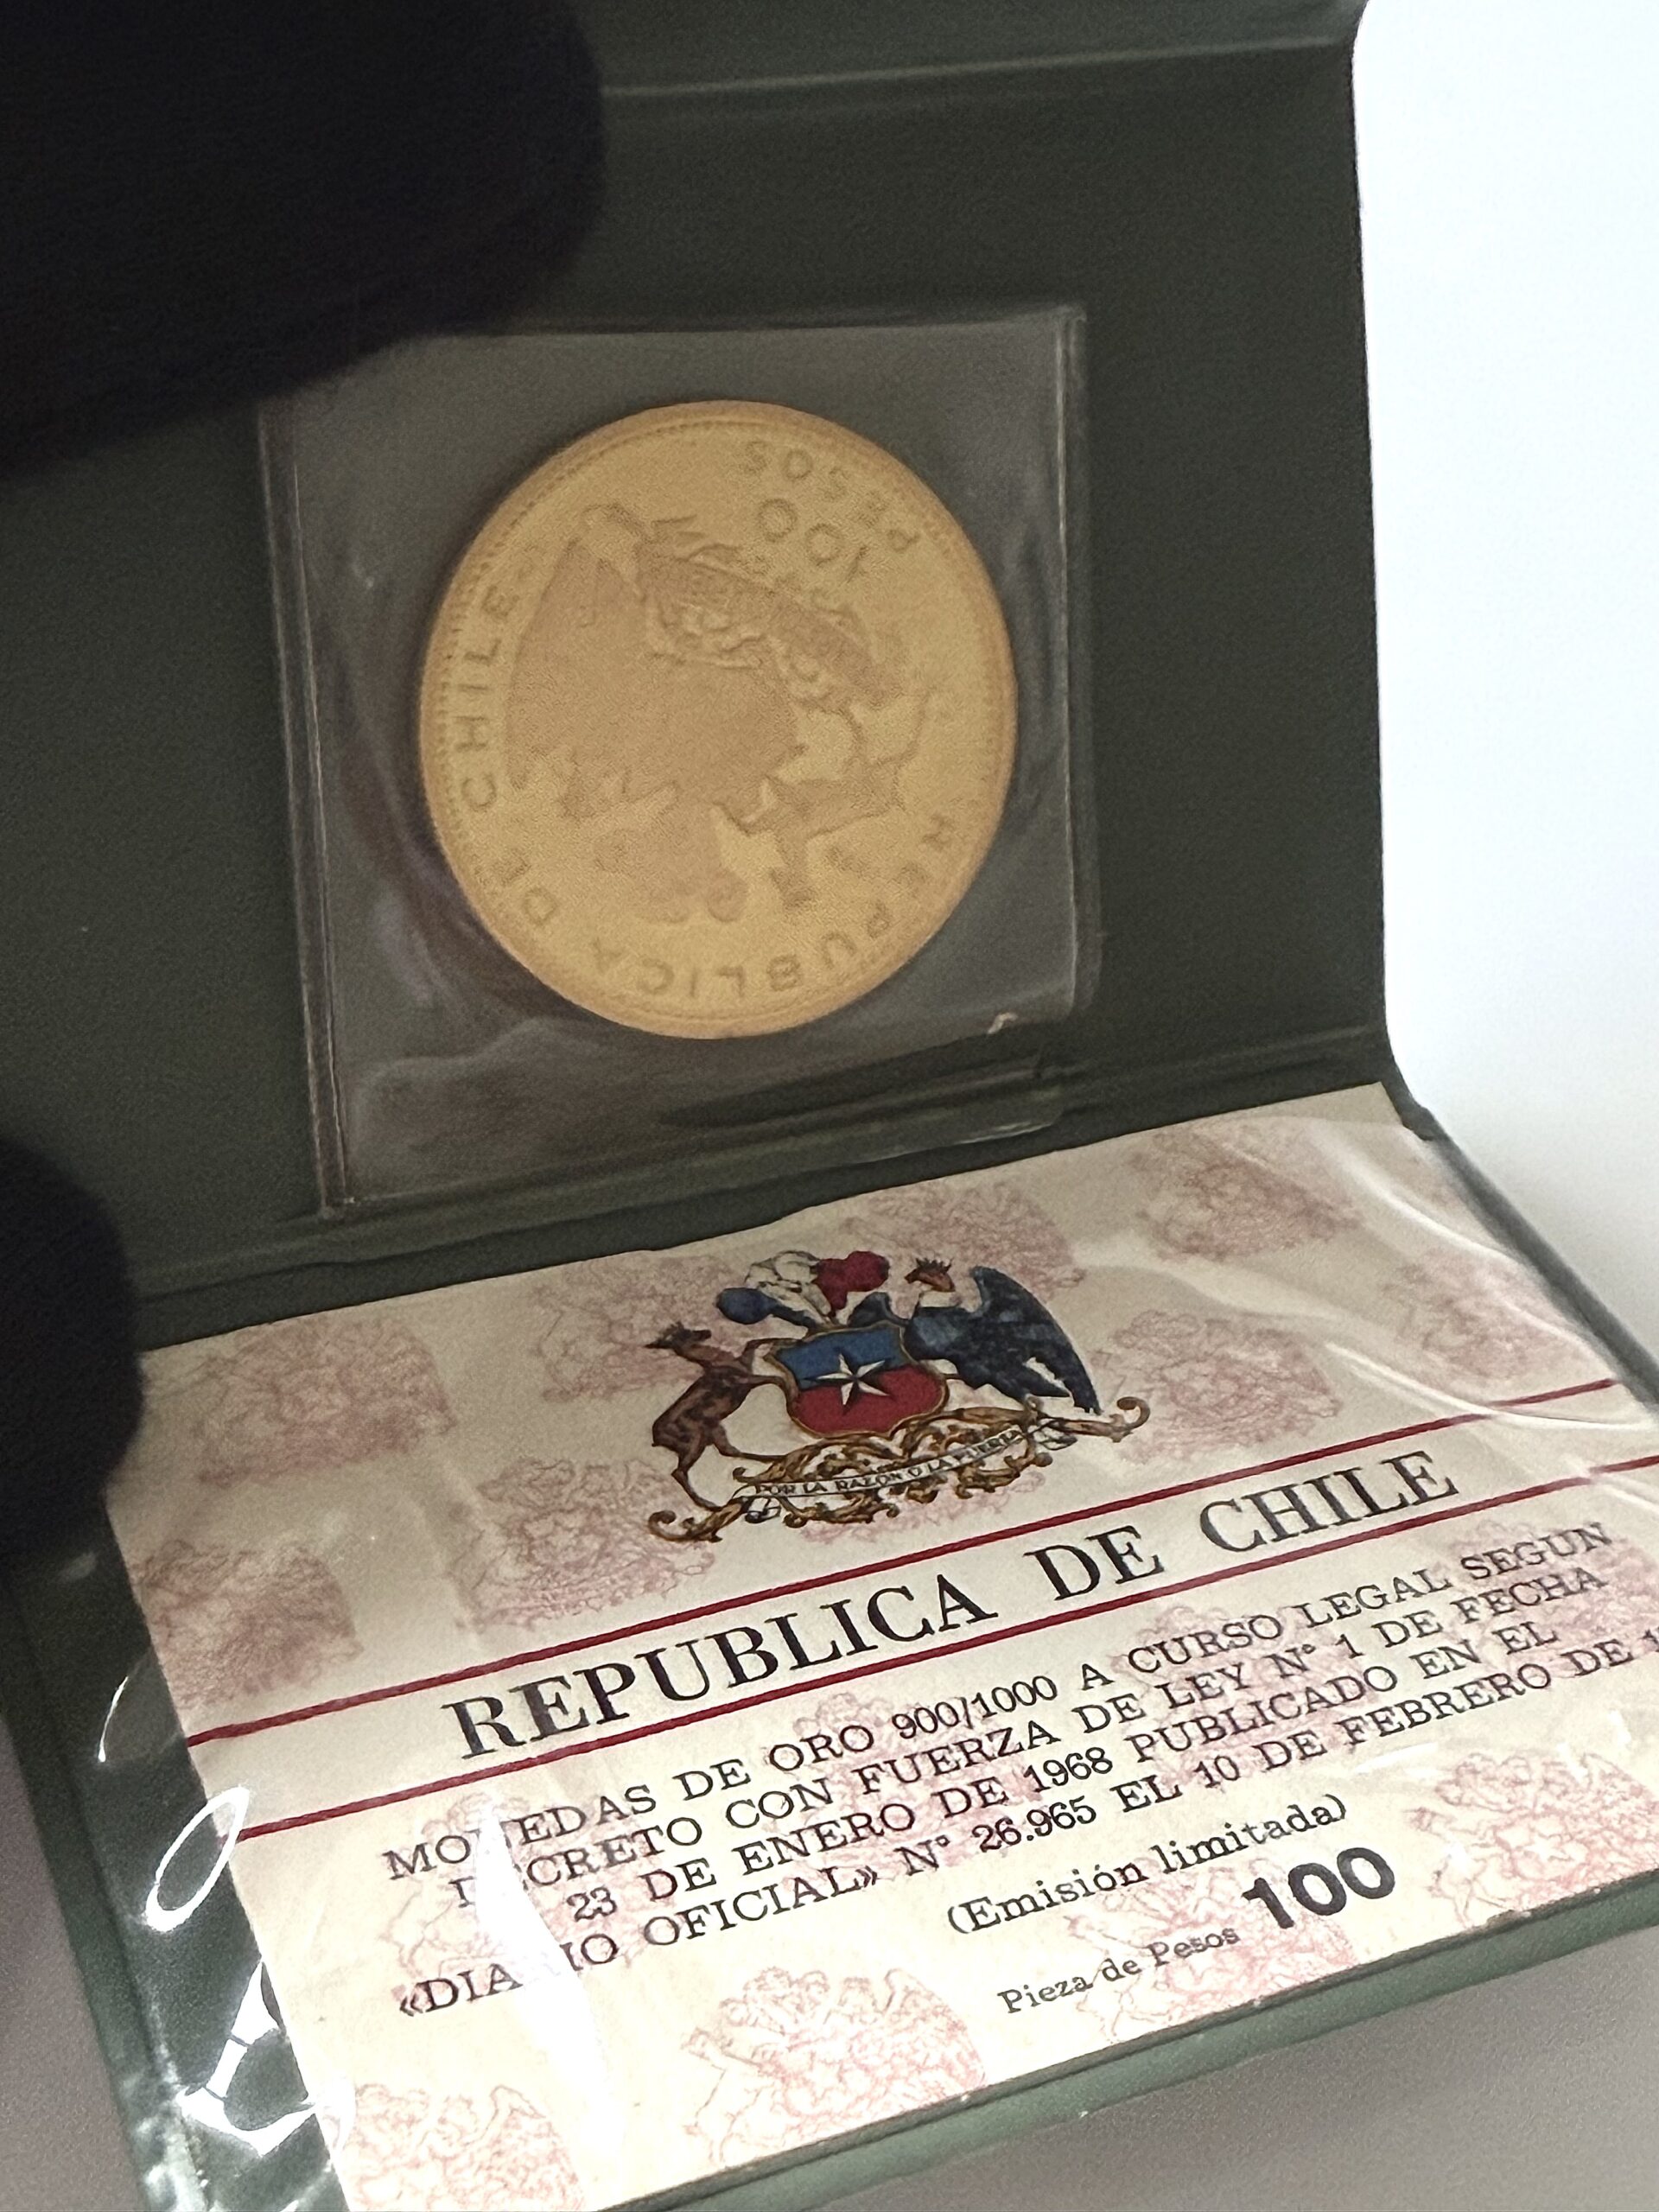 100
PESOS
REPUBLICA DE CHILE
POR LA RAZON O LA FUERZA
REPUBLICA DE CHILE
MONEDAS DE ORO 900/1000 A CURSO LEGAL SEGUN
DECRETO CON FUERZA DE LEY N° 1 DE FECHA
23 DE ENERO DE 1968 PUBLICADO EN EL
«DIARIO OFICIAL» N° 26.965 EL 10 DE FEBRERO DE
(Emisión limitada)
Pieza de Pesos 100